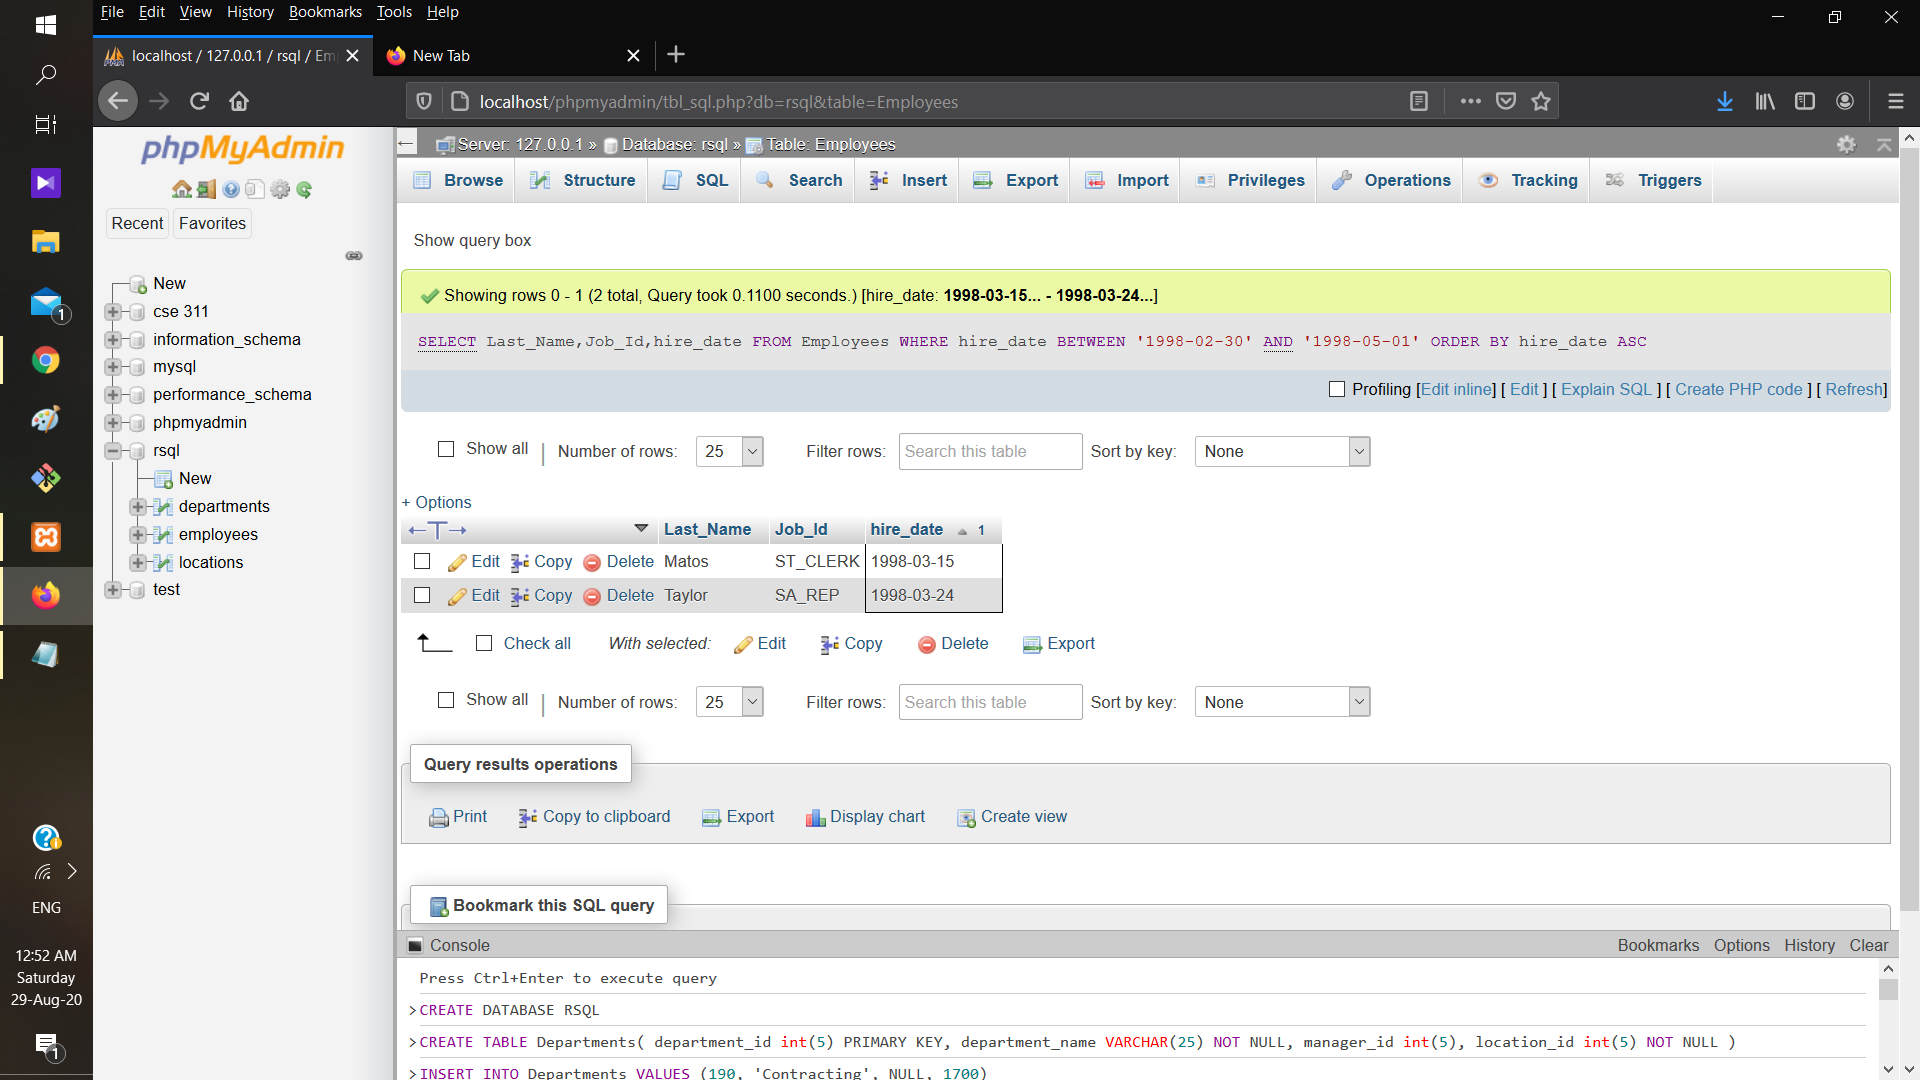 File Edit View History Bookmarks Tools Help
localhost / 127.0.0.1 / rsql / Em
New Tab
localhost/phpmyadmin/tbl_sql.php?db=rsql&table=Employees
phpMyAdmin
Recent Favorites
New
cse 311
information_schema
mysql
performance_schema
phpmyadmin
rsql
New
departments
employees
locations
test
Server: 127.0.0.1 » Database: rsql » Table: Employees
Browse Structure SQL Search Insert Export Import Privileges Operations Tracking Triggers
Show query box
Showing rows 0 - 1 (2 total, Query took 0.1100 seconds.) [hire_date: 1998-03-15... - 1998-03-24...]
SELECT Last_Name,Job_Id,hire_date FROM Employees WHERE hire_date BETWEEN '1998-02-30' AND '1998-05-01' ORDER BY hire_date ASC
Profiling [Edit inline] [ Edit ] [ Explain SQL ] [ Create PHP code ] [ Refresh]
Show all | Number of rows: 25 Filter rows: Search this table Sort by key: None
+ Options
←T→ Last_Name Job_Id hire_date 1
Edit Copy Delete Matos ST_CLERK 1998-03-15
Edit Copy Delete Taylor SA_REP 1998-03-24
Check all With selected: Edit Copy Delete Export
Show all | Number of rows: 25 Filter rows: Search this table Sort by key: None
Query results operations
Print Copy to clipboard Export Display chart Create view
Bookmark this SQL query
Console Bookmarks Options History Clear
Press Ctrl+Enter to execute query
>CREATE DATABASE RSQL
>CREATE TABLE Departments( department_id int(5) PRIMARY KEY, department_name VARCHAR(25) NOT NULL, manager_id int(5), location_id int(5) NOT NULL )
>INSERT INTO Departments VALUES (190, 'Contracting', NULL, 1700)
1
ENG
12:52 AM
Saturday
29-Aug-20
1